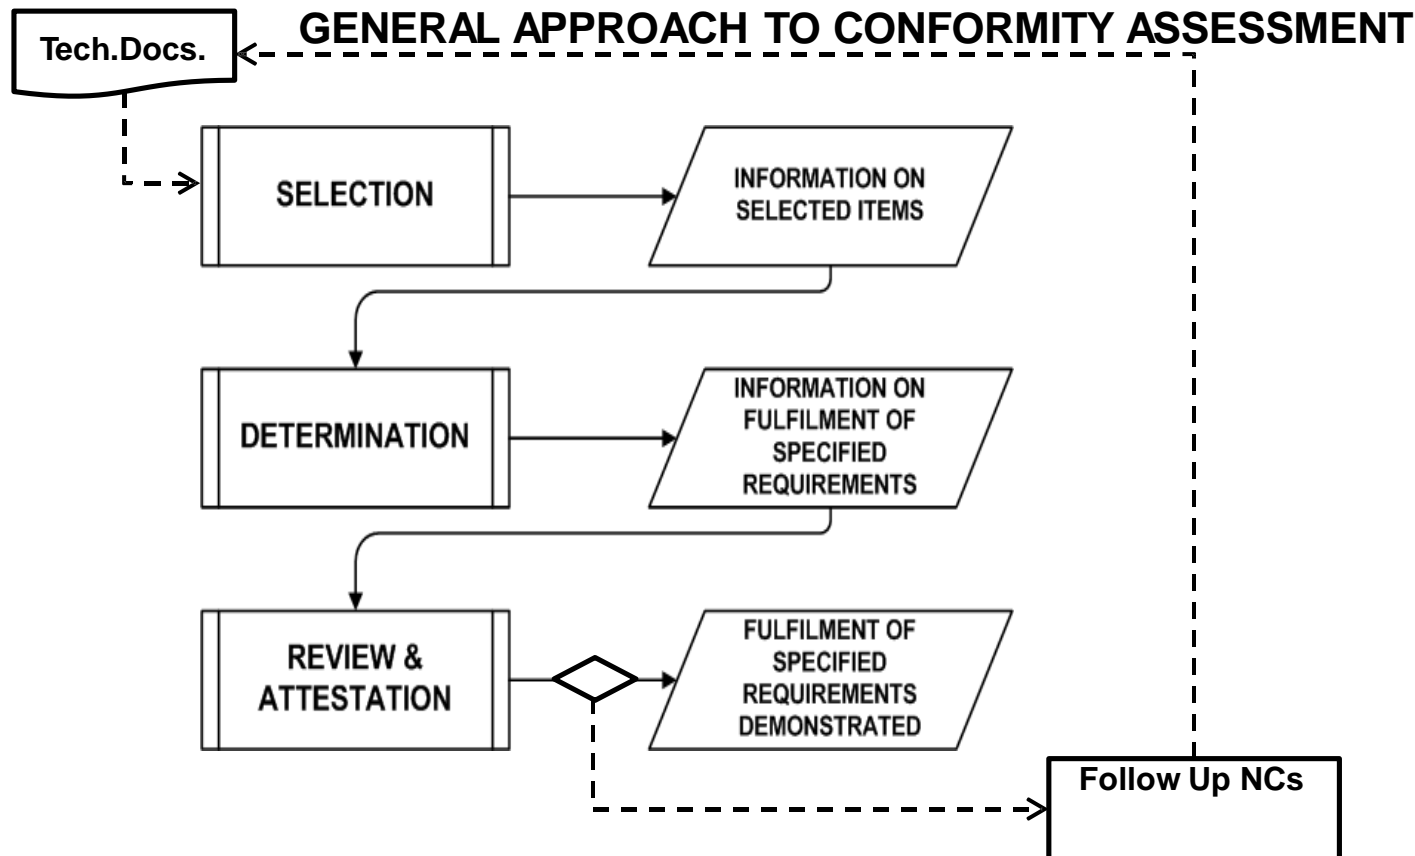 GENERAL APPROACH TO CONFORMITY ASSESSMENT
Tech.Docs.
SELECTION
INFORMATION ON
SELECTED ITEMS
DETERMINATION
INFORMATION ON
FULFILMENT OF
SPECIFIED
REQUIREMENTS
REVIEW &
ATTESTATION
FULFILMENT OF
SPECIFIED
REQUIREMENTS
DEMONSTRATED
Follow Up NCs